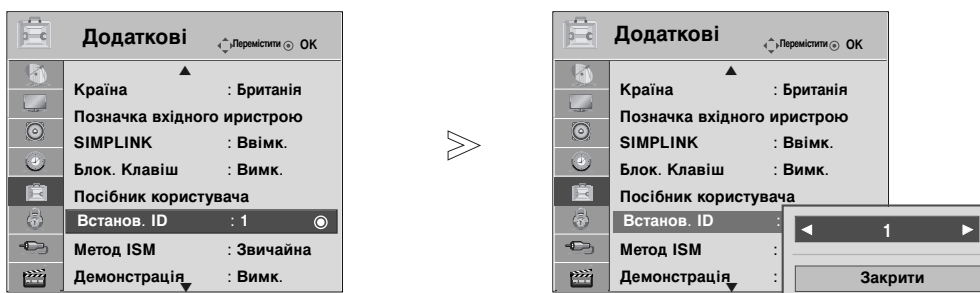 Додаткові
Перемістити OK
Країна : Британія
Позначка вхідного иристрою
SIMPLINK : Ввімк.
Блок. Клавіш : Вимк.
Посібник користувача
Встанов. ID : 1
Метод ISM : Звичайна
Демонстрація : Вимк.
Додаткові
Перемістити OK
Країна : Британія
Позначка вхідного иристрою
SIMPLINK : Ввімк.
Блок. Клавіш : Вимк.
Посібник користувача
Встанов. ID :
Метод ISM :
Демонстрація :
1
Закрити